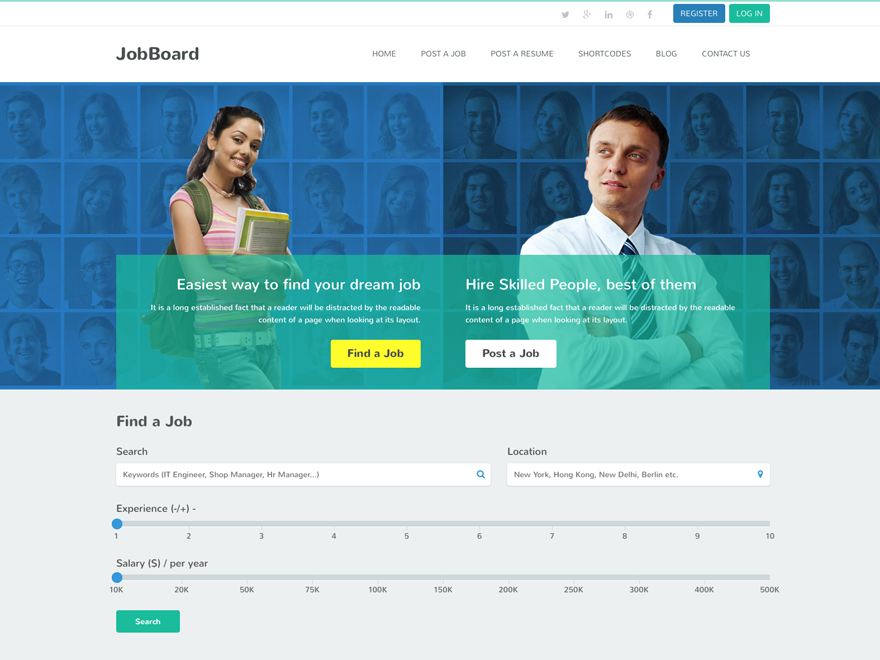 REGISTER LOG IN
JobBoard
HOME POST A JOB POST A RESUME SHORTCODES BLOG CONTACT US
Easiest way to find your dream job
It is a long established fact that a reader will be distracted by the readable
content of a page when looking at its layout.
Find a Job
Hire Skilled People, best of them
It is a long established fact that a reader will be distracted by the readable
content of a page when looking at its layout.
Post a Job
Find a Job
Search
Keywords (IT Engineer, Shop Manager, Hr Manager...)
Location
New York, Hong Kong, New Delhi, Berlin etc.
Experience (-/+) -
1 2 3 4 5 6 7 8 9 10
Salary ($) / per year
10K 20K 50K 75K 100K 150K 200K 250K 300K 400K 500K
Search